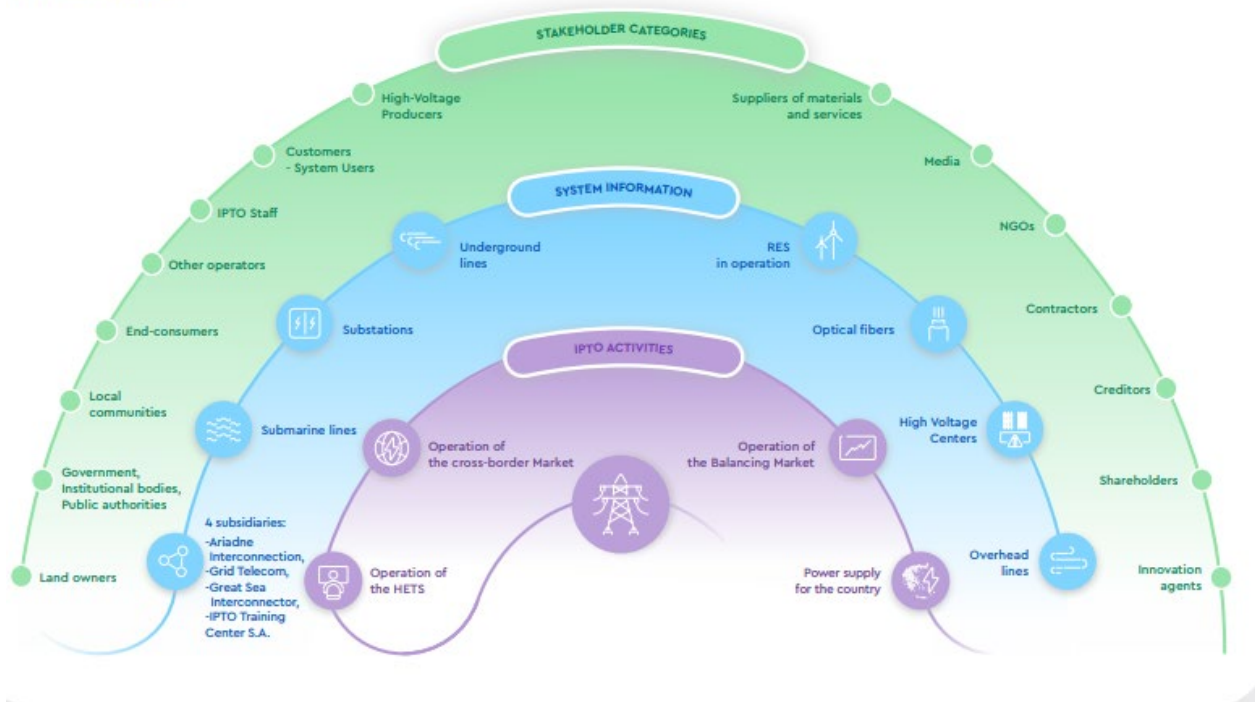 STAKEHOLDER CATEGORIES
High-Voltage
Producers
Suppliers of materials
and services
Customers
- System Users
Media
IPTO Staff
NGOs
Other operators
Contractors
End-consumers
Creditors
Local
communities
Shareholders
Government,
Institutional bodies,
Public authorities
Land owners
Innovation
agents
SYSTEM INFORMATION
Underground
lines
RES
in operation
Substations
Optical fibers
Submarine lines
High Voltage
Centers
4 subsidiaries:
-Ariadne
Interconnection,
-Grid Telecom,
-Great Sea
Interconnector,
-IPTO Training
Center S.A.
Overhead
lines
IPTO ACTIVITIES
Operation of
the cross-border Market
Operation of
the Balancing Market
Operation of
the HETS
Power supply
for the country